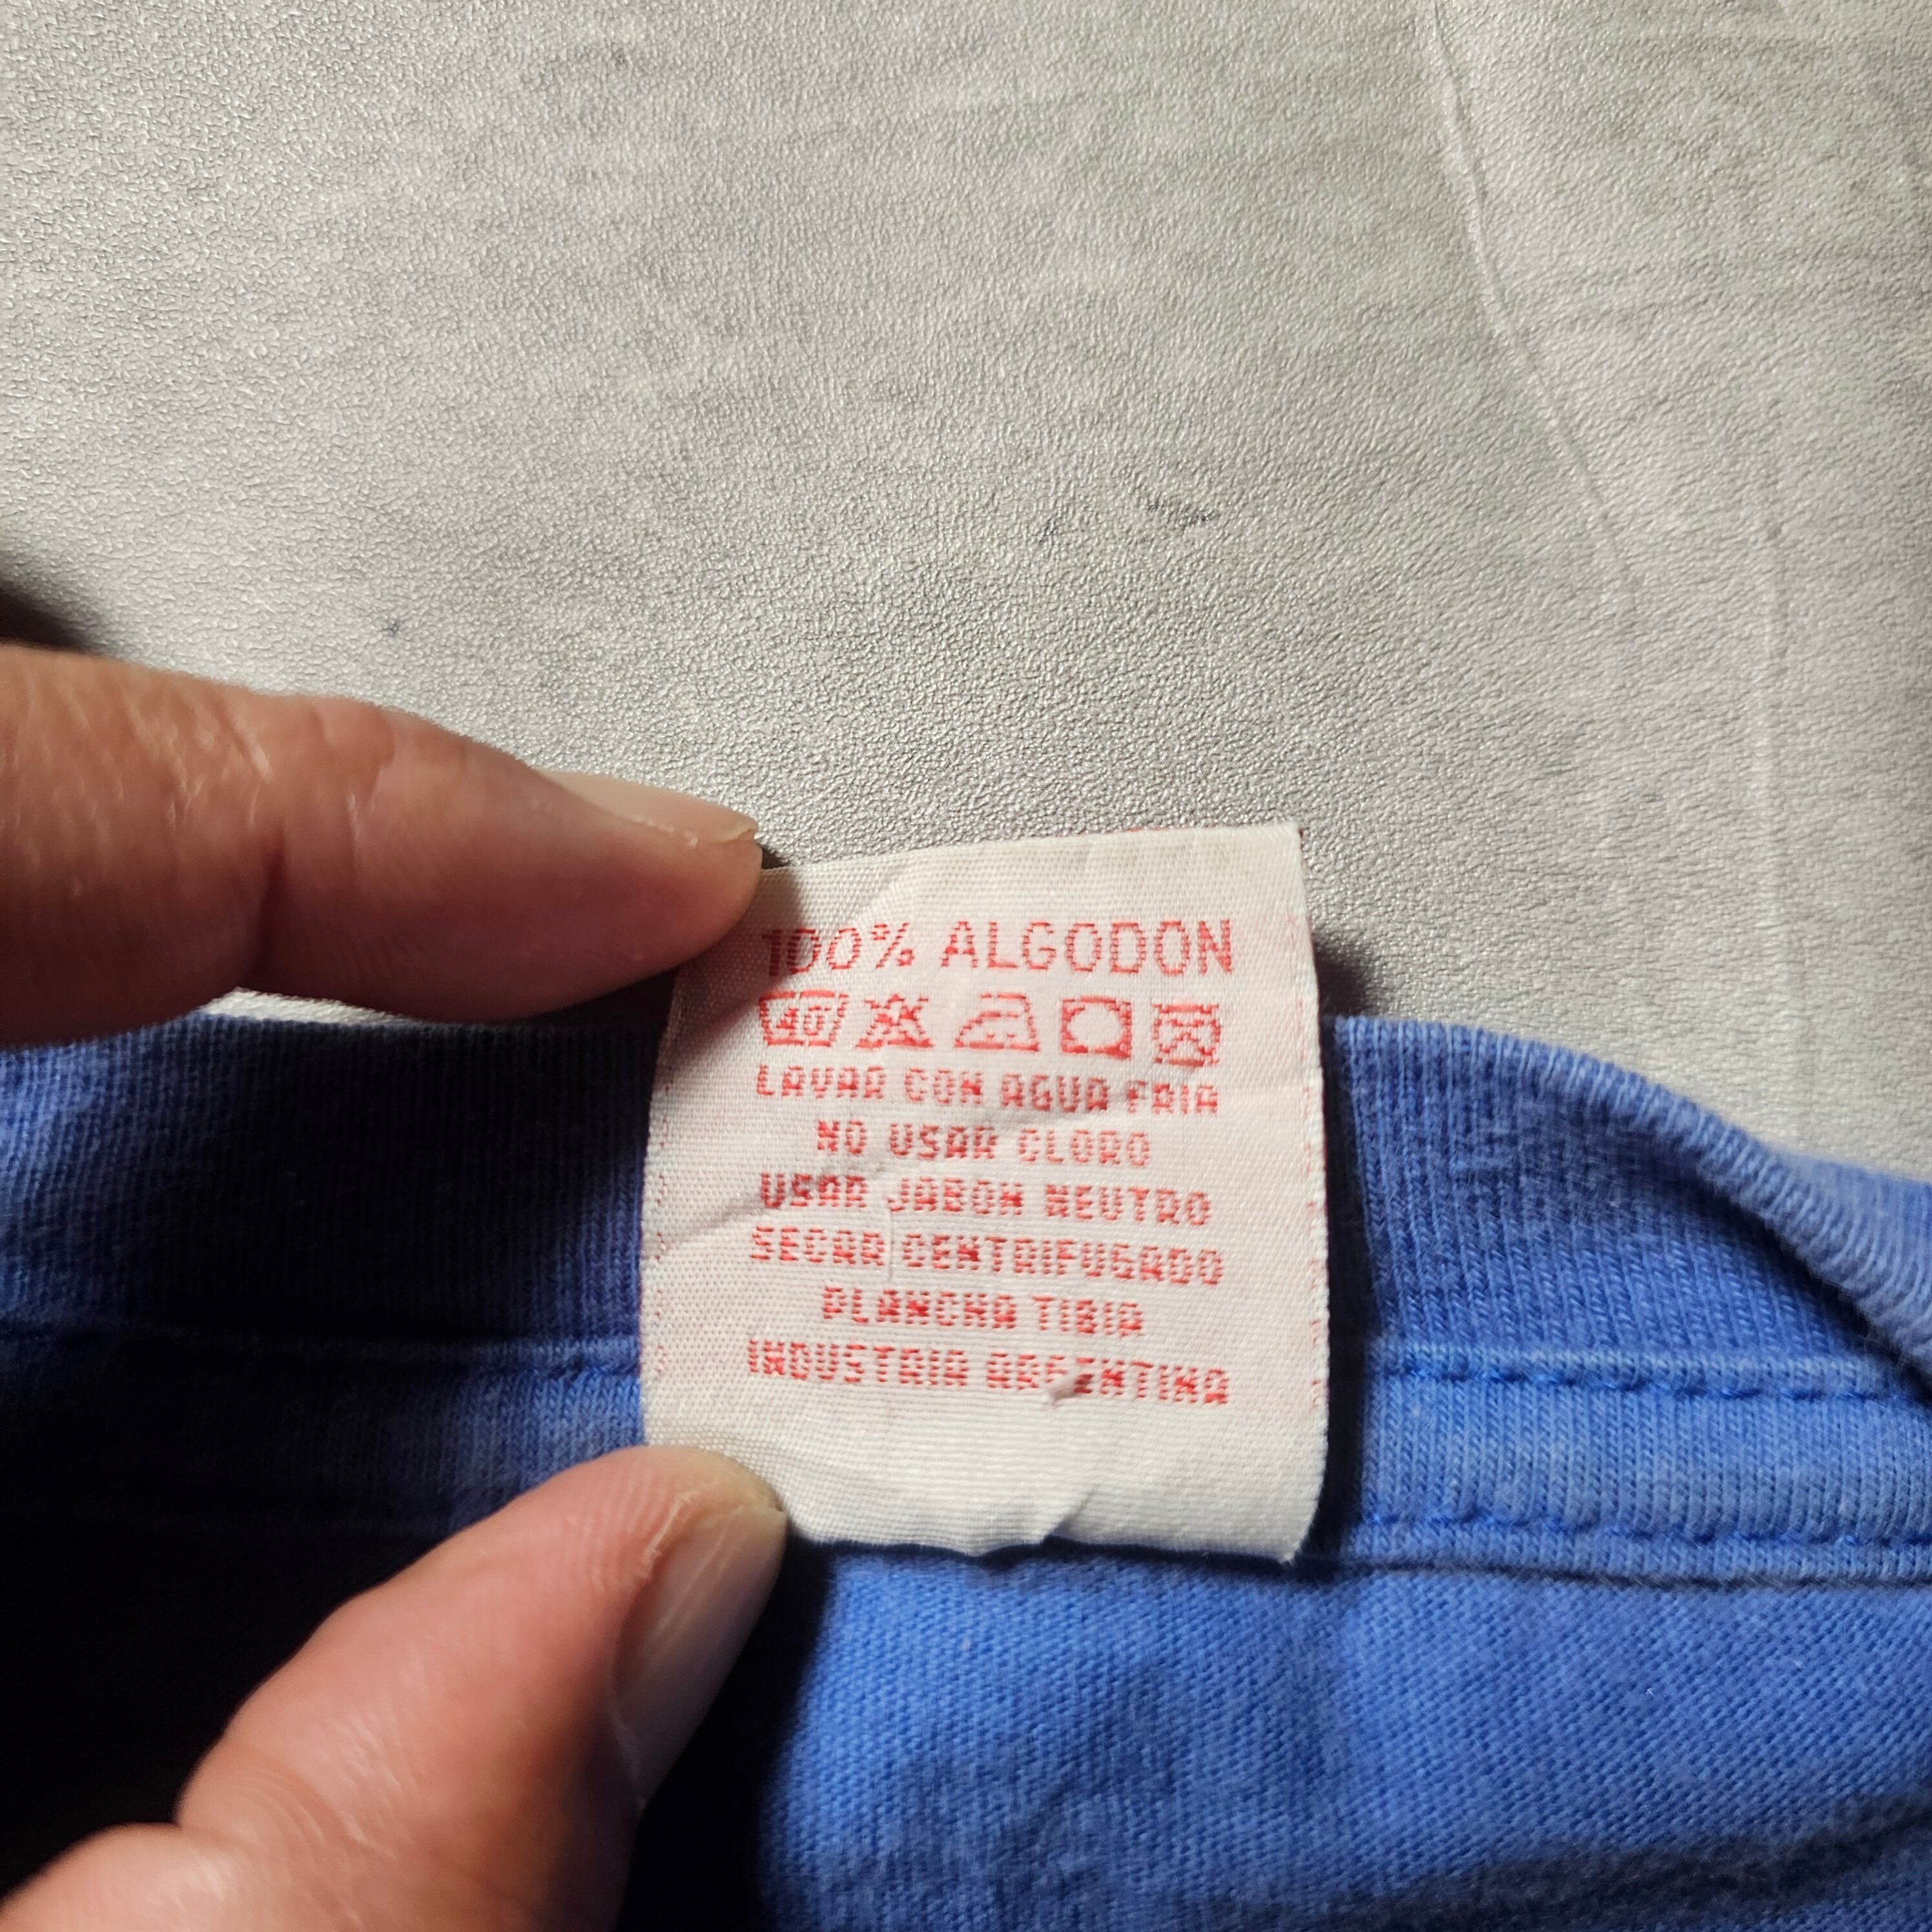 100% ALGODON
40
LAVAR CON AGUA FRIA
NO USAR CLORO
USAR JABON NEUTRO
SECAR CENTRIFUGADO
PLANCHA TIBIA
INDUSTRIA ARGENTINA